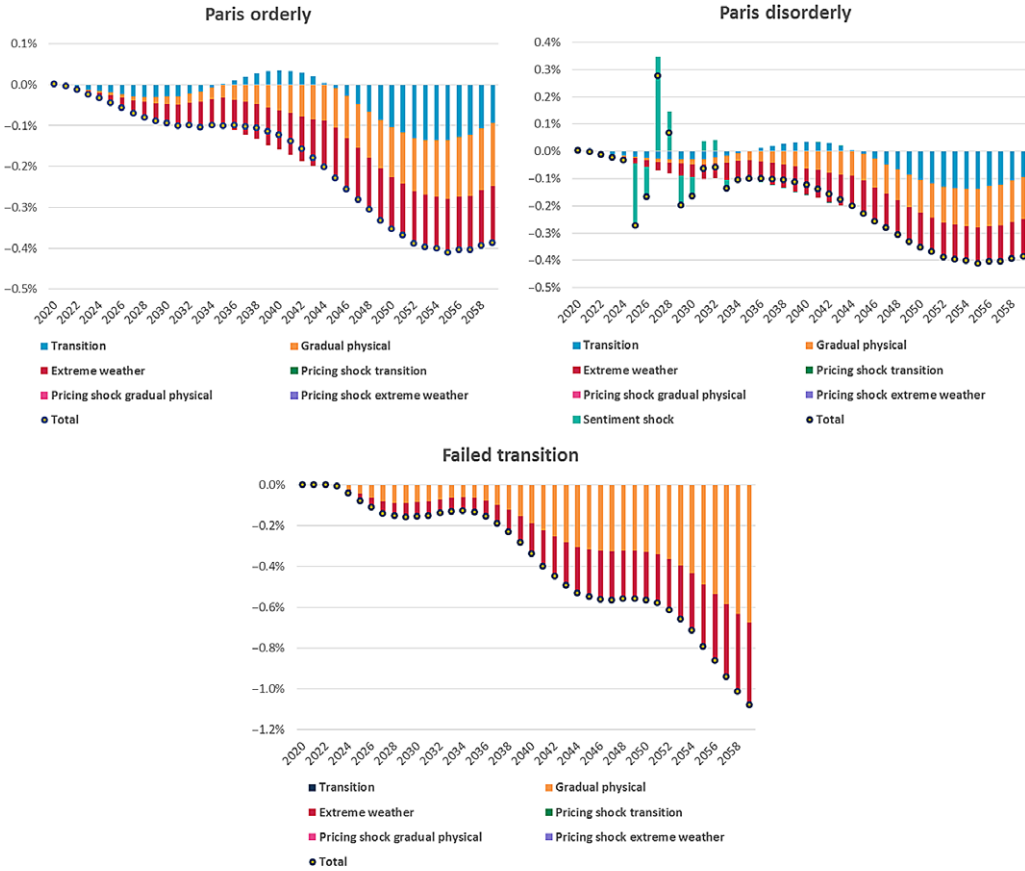 Paris orderly
0.1%
0.0%
−0.1%
−0.2%
−0.3%
−0.4%
−0.5%
2020 2022 2024 2026 2028 2030 2032 2034 2036 2038 2040 2042 2044 2046 2048 2050 2052 2054 2056 2058
Transition Gradual physical
Extreme weather Pricing shock transition
Pricing shock gradual physical Pricing shock extreme weather
Total
Paris disorderly
0.4%
0.3%
0.2%
0.1%
0.0%
−0.1%
−0.2%
−0.3%
−0.4%
−0.5%
2020 2022 2024 2026 2028 2030 2032 2034 2036 2038 2040 2042 2044 2046 2048 2050 2052 2054 2056 2058
Transition Gradual physical
Extreme weather Pricing shock transition
Pricing shock gradual physical Pricing shock extreme weather
Sentiment shock Total
Failed transition
0.0%
−0.2%
−0.4%
−0.6%
−0.8%
−1.0%
−1.2%
2020 2022 2024 2026 2028 2030 2032 2034 2036 2038 2040 2042 2044 2046 2048 2050 2052 2054 2056 2058
Transition Gradual physical
Extreme weather Pricing shock transition
Pricing shock gradual physical Pricing shock extreme weather
Total